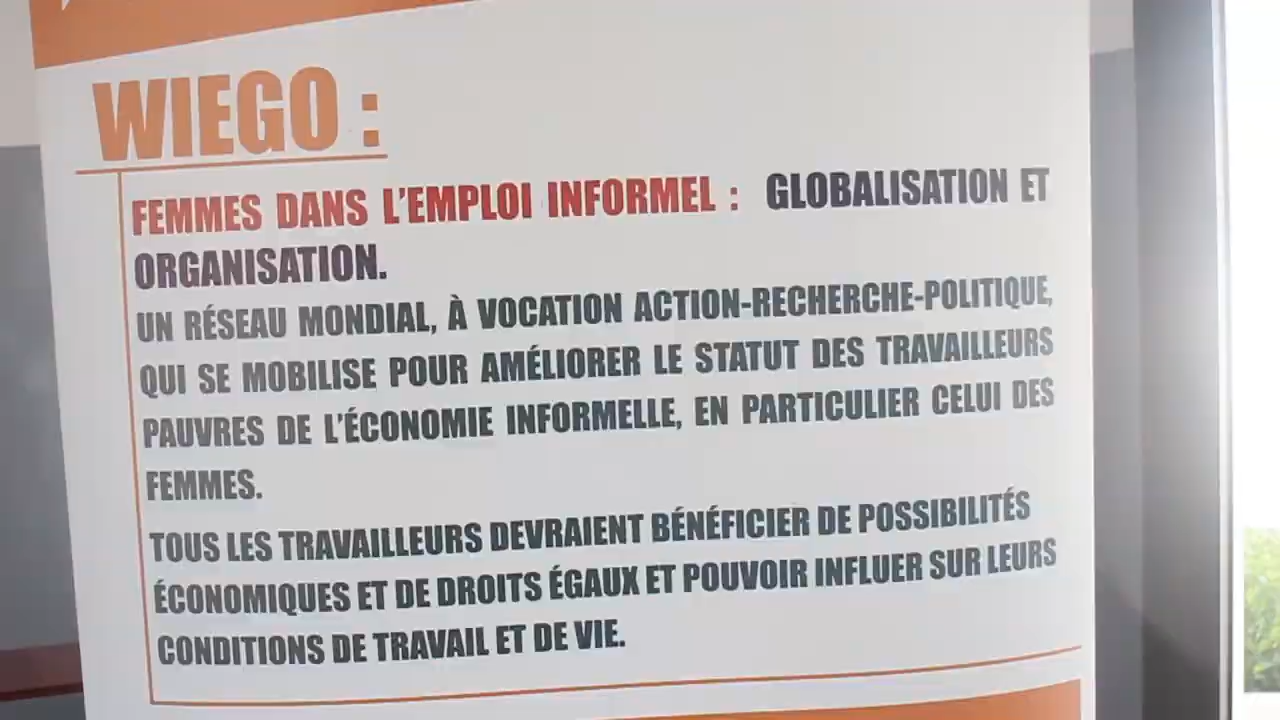 WIEGO :
FEMMES DANS L'EMPLOI INFORMEL : GLOBALISATION ET
ORGANISATION.
UN RÉSEAU MONDIAL, À VOCATION ACTION-RECHERCHE-POLITIQUE,
QUI SE MOBILISE POUR AMÉLIORER LE STATUT DES TRAVAILLEURS
PAUVRES DE L'ÉCONOMIE INFORMELLE, EN PARTICULIER CELUI DES
FEMMES.
TOUS LES TRAVAILLEURS DEVRAIENT BÉNÉFICIER DE POSSIBILITÉS
ÉCONOMIQUES ET DE DROITS ÉGAUX ET POUVOIR INFLUER SUR LEURS
CONDITIONS DE TRAVAIL ET DE VIE.